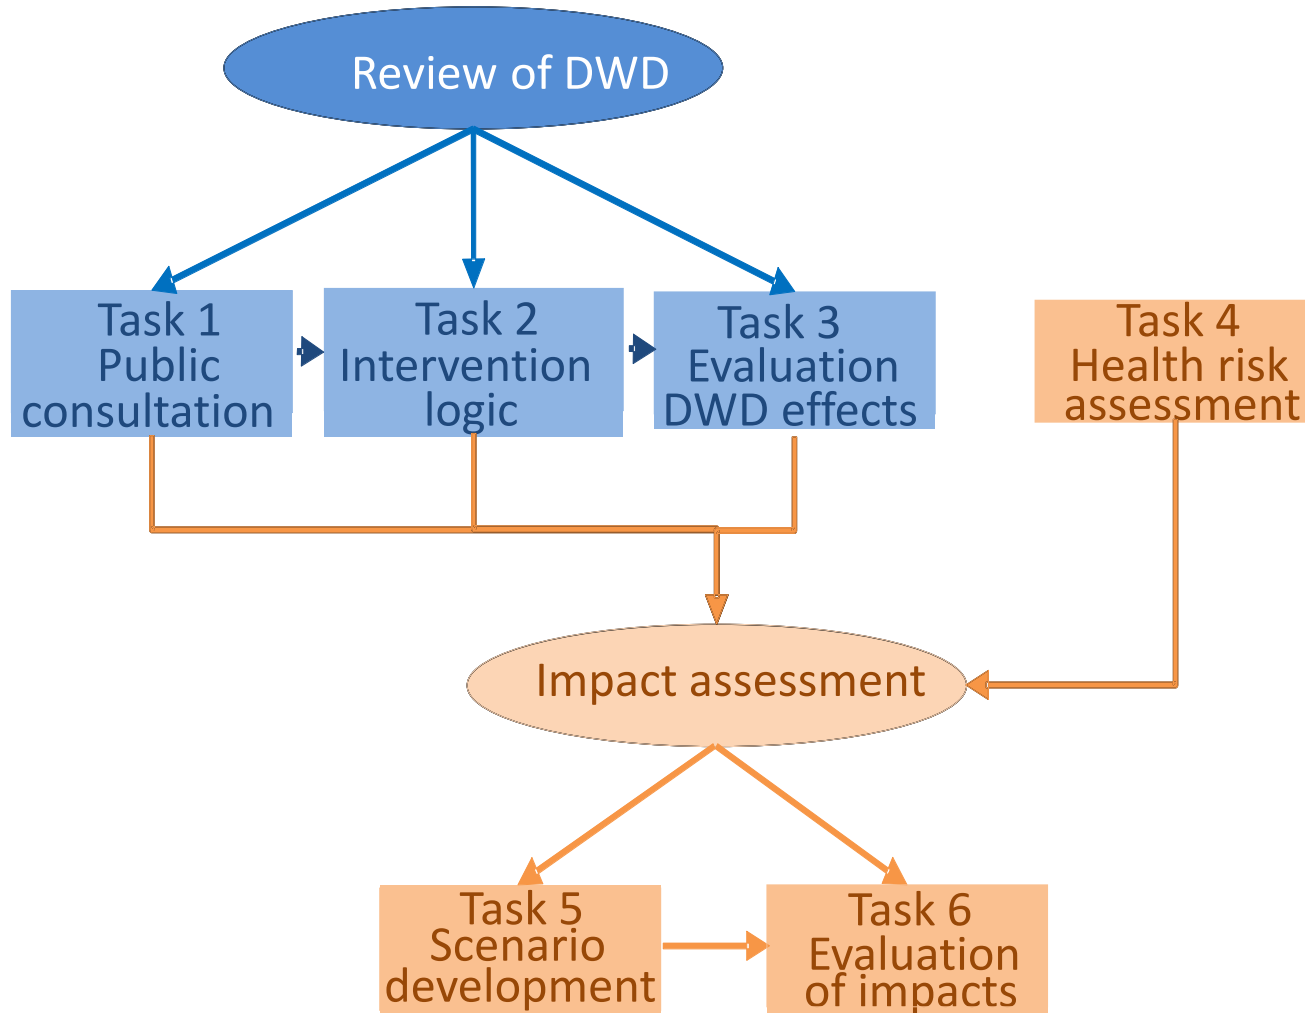 Review of DWD
Task 1
Public
consultation
Task 2
Intervention
logic
Task 3
Evaluation
DWD effects
Task 4
Health risk
assessment
Impact assessment
Task 5
Scenario
development
Task 6
Evaluation
of impacts